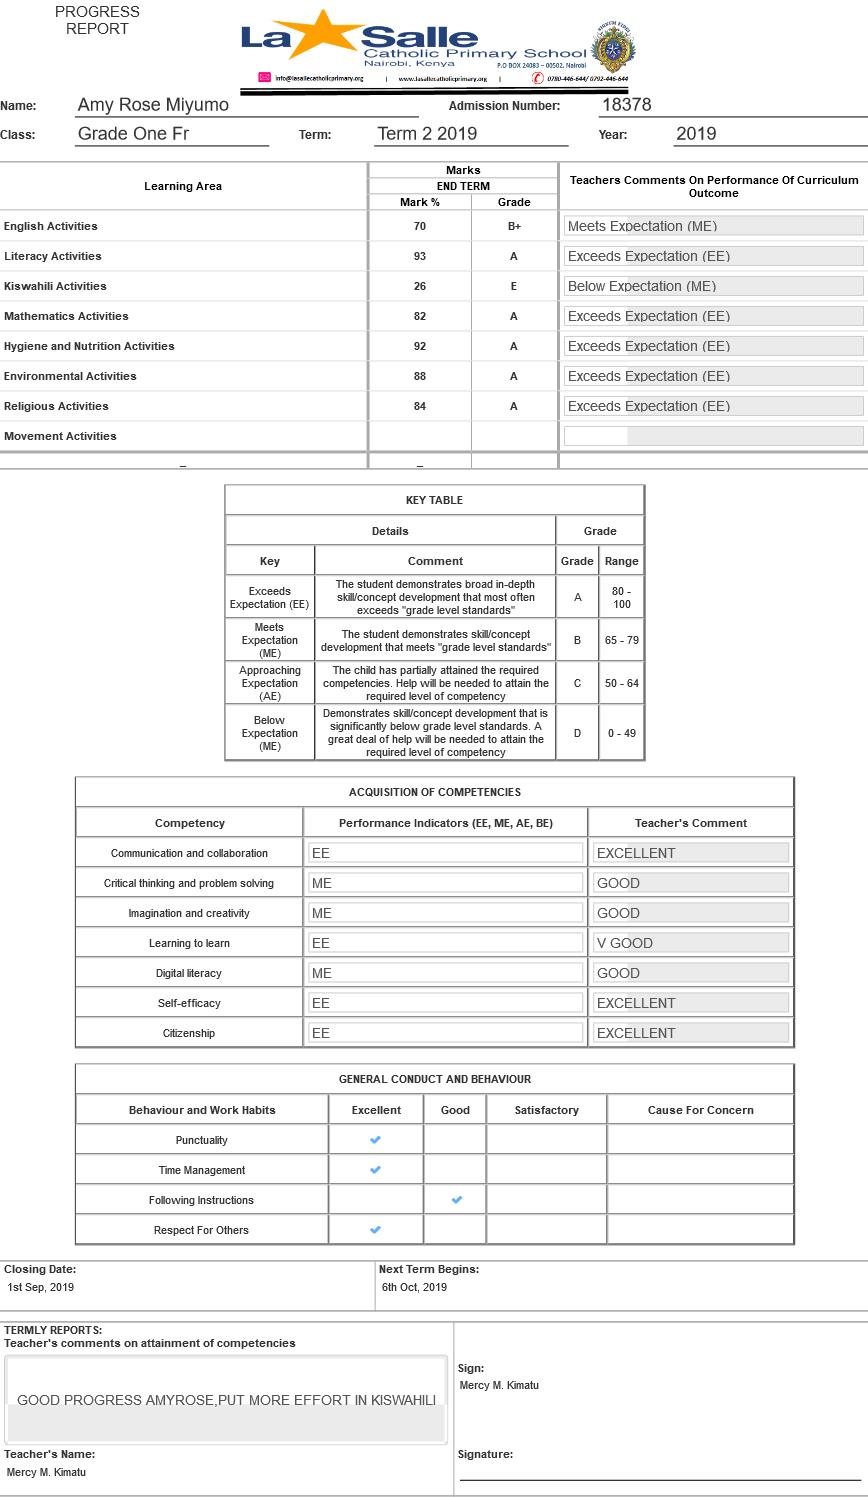 PROGRESS
REPORT
La Salle
Catholic Primary School
Nairobi, Kenya
P.O BOX 24083 – 00502, Nairobi
info@lasallecatholicprimary.org | www.lasallecatholicprimary.org | 0780-446-644/ 0792-446-644
Name: Amy Rose Miyumo Admission Number: 18378
Class: Grade One Fr Term: Term 2 2019 Year: 2019
Learning Area
Marks
END TERM
Mark % Grade
Teachers Comments On Performance Of Curriculum
Outcome
English Activities 70 B+ Meets Expectation (ME)
Literacy Activities 93 A Exceeds Expectation (EE)
Kiswahili Activities 26 E Below Expectation (ME)
Mathematics Activities 82 A Exceeds Expectation (EE)
Hygiene and Nutrition Activities 92 A Exceeds Expectation (EE)
Environmental Activities 88 A Exceeds Expectation (EE)
Religious Activities 84 A Exceeds Expectation (EE)
Movement Activities
_ _
KEY TABLE
Details Grade
Key Comment Grade Range
Exceeds
Expectation (EE)
The student demonstrates broad in-depth
skill/concept development that most often
exceeds "grade level standards"
A
80 -
100
Meets
Expectation
(ME)
The student demonstrates skill/concept
development that meets "grade level standards"
B
65 - 79
Approaching
Expectation
(AE)
The child has partially attained the required
competencies. Help will be needed to attain the
required level of competency
C
50 - 64
Below
Expectation
(ME)
Demonstrates skill/concept development that is
significantly below grade level standards. A
great deal of help will be needed to attain the
required level of competency
D
0 - 49
ACQUISITION OF COMPETENCIES
Competency Performance Indicators (EE, ME, AE, BE) Teacher's Comment
Communication and collaboration EE EXCELLENT
Critical thinking and problem solving ME GOOD
Imagination and creativity ME GOOD
Learning to learn EE V GOOD
Digital literacy ME GOOD
Self-efficacy EE EXCELLENT
Citizenship EE EXCELLENT
GENERAL CONDUCT AND BEHAVIOUR
Behaviour and Work Habits Excellent Good Satisfactory Cause For Concern
Punctuality ✔
Time Management ✔
Following Instructions ✔
Respect For Others ✔
Closing Date: Next Term Begins:
1st Sep, 2019 6th Oct, 2019
TERMLY REPORTS:
Teacher's comments on attainment of competencies
GOOD PROGRESS AMYROSE,PUT MORE EFFORT IN KISWAHILI
Sign:
Mercy M. Kimatu
Teacher's Name:
Mercy M. Kimatu
Signature: